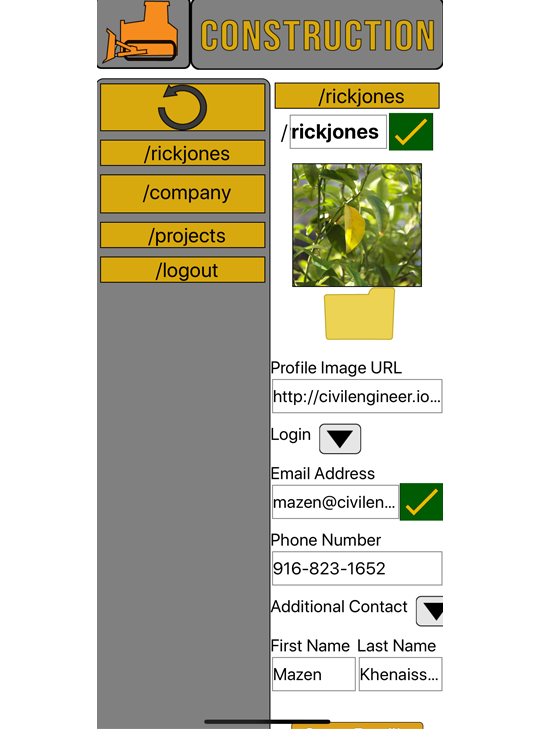 CONSTRUCTION
/rickjones
/company
/projects
/logout
/rickjones
/rickjones
Profile Image URL
http://civilengineer.io...
Login
Email Address
mazen@civilen...
Phone Number
916-823-1652
Additional Contact
First Name Last Name
Mazen Khenaiss...